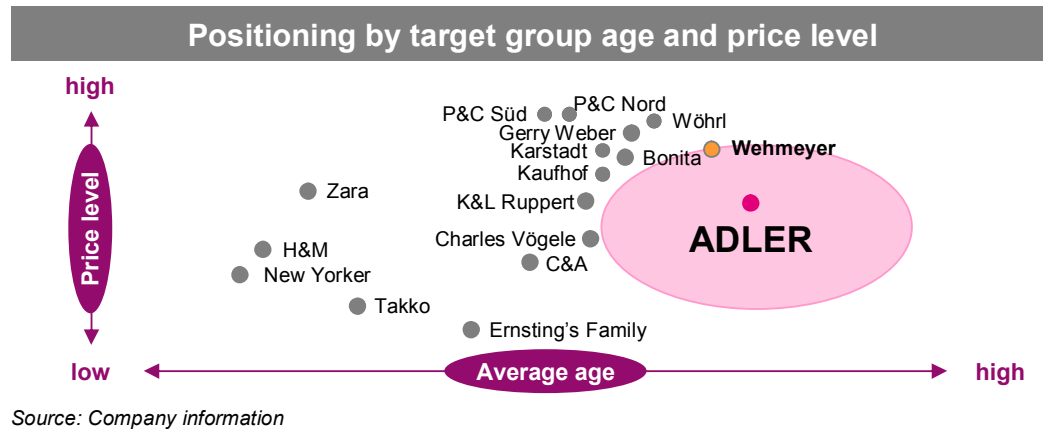 Positioning by target group age and price level
high
P&C Süd
P&C Nord
Wöhrl
Gerry Weber
Karstadt
Bonita
Wehmeyer
Kaufhof
Zara
K&L Ruppert
Price level
Charles Vögele
ADLER
H&M
C&A
New Yorker
Takko
Ernsting's Family
low
Average age
high
Source: Company information